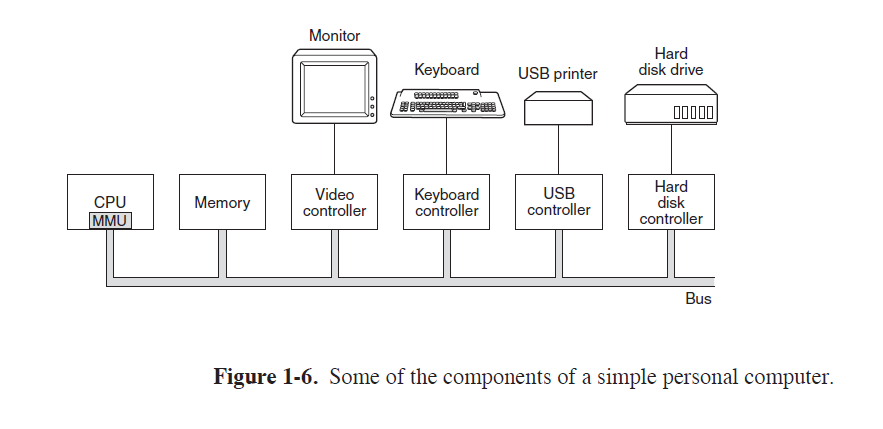 Monitor
Keyboard
USB printer
Hard
disk drive
CPU
MMU
Memory
Video
controller
Keyboard
controller
USB
controller
Hard
disk
controller
Bus
Figure 1-6. Some of the components of a simple personal computer.